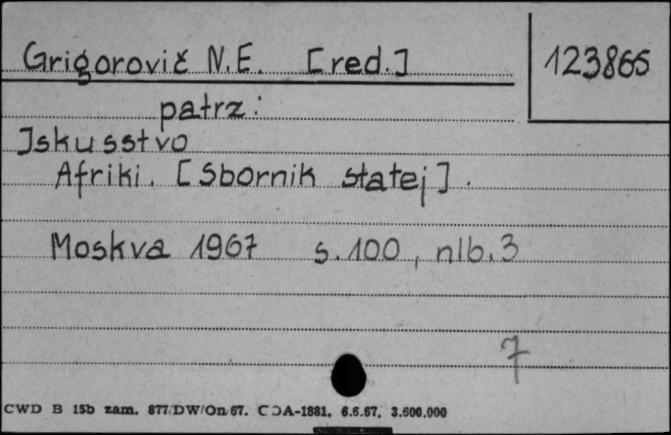 Grigorovič N.E. [red.] 123865
patrz:
Iskusstvo
Afriki. [Sbornik statej].
Moskva 1967 s.100, nlb.3
7
CWD B 15b zam. 877/DW/On/67. CDA-1881. 6.6.67. 3.600.000